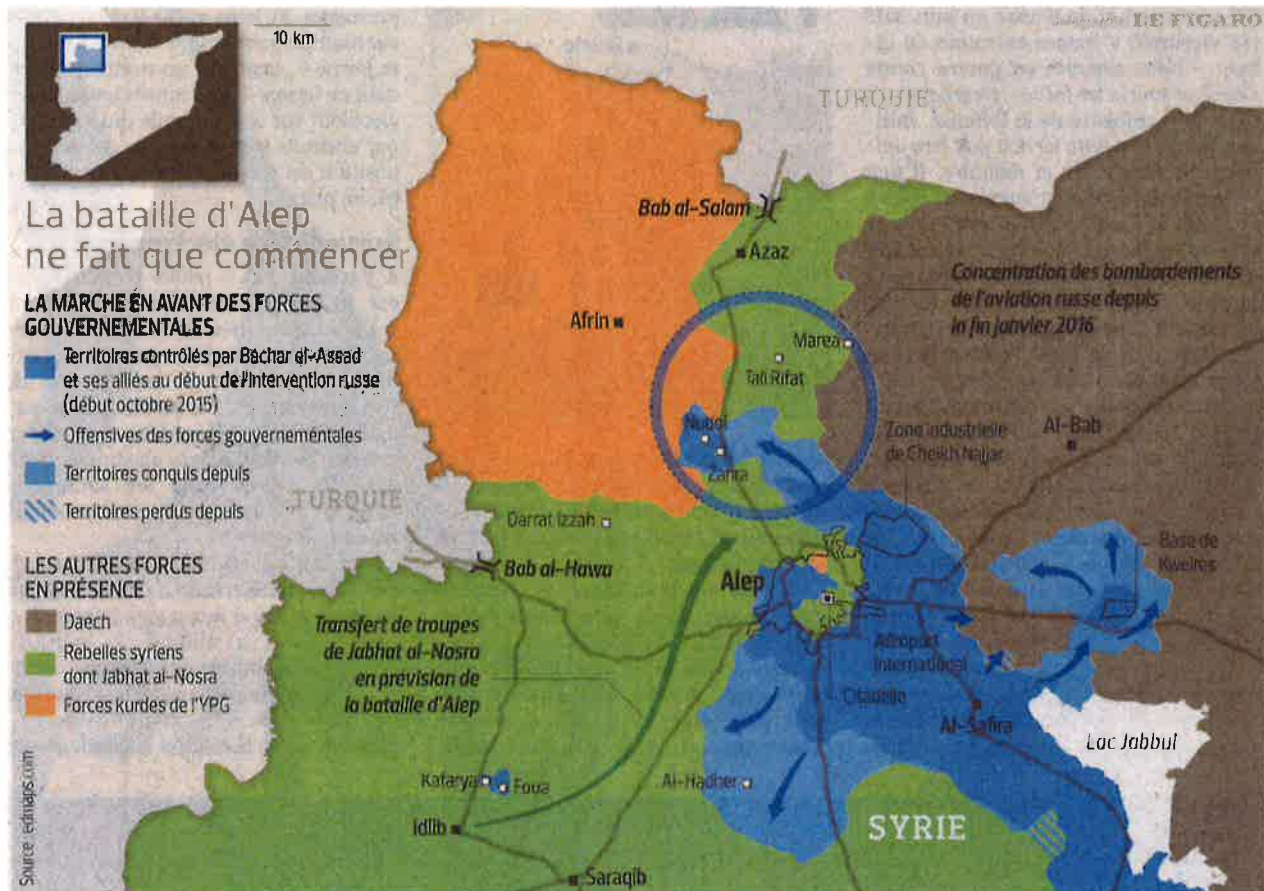 10 km
LE FIGARO
La bataille d'Alep
ne fait que commencer
LA MARCHE EN AVANT DES FORCES
GOUVERNEMENTALES
Territoires contrôlés par Bachar el-Assad
et ses alliés au début de l'intervention russe
(début octobre 2015)
Offensives des forces gouvernementales
Territoires conquis depuis
Territoires perdus depuis
LES AUTRES FORCES
EN PRÉSENCE
Daech
Rebelles syriens
dont Jabhat al-Nosra
Forces kurdes de l'YPG
Source : edmaps.com
TURQUIE
Bab al-Salam
Azaz
Concentration des bombardements
de l'aviation russe depuis
la fin janvier 2016
Afrin
Marea
Tall Rifat
Nubol
Zahra
Zone industrielle
de Cheikh Najjar
Al-Bab
TURQUIE
Darrat Izzah
Bab al-Hawa
Alep
Base de
Kweires
Transfert de troupes
de Jabhat al-Nosra
en prévision de
la bataille d'Alep
Aéroport
international
Citadelle
Al-Safira
Lac Jabbul
Kafarya
Foua
Al-Hadher
Idlib
SYRIE
Saraqib